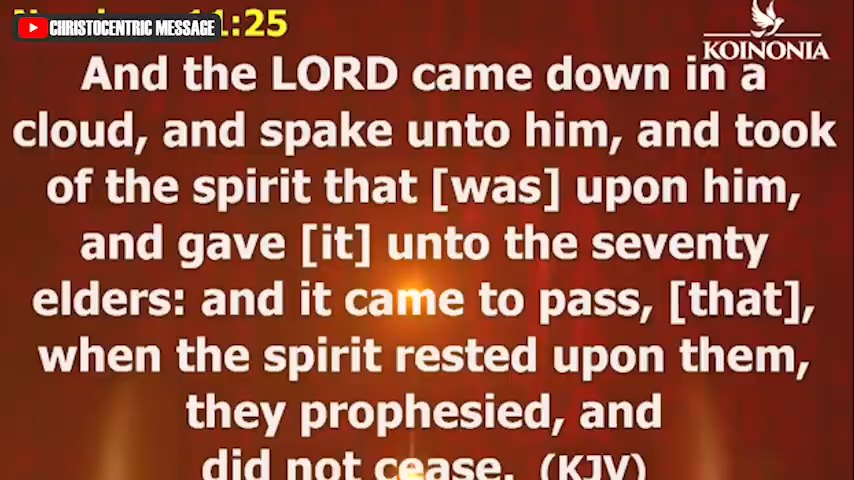 CHRISTOCENTRIC MESSAGE
11:25
KOINONIA
And the LORD came down in a
cloud, and spake unto him, and took
of the spirit that [was] upon him,
and gave [it] unto the seventy
elders: and it came to pass, [that],
when the spirit rested upon them,
they prophesied, and
did not cease. (KJV)